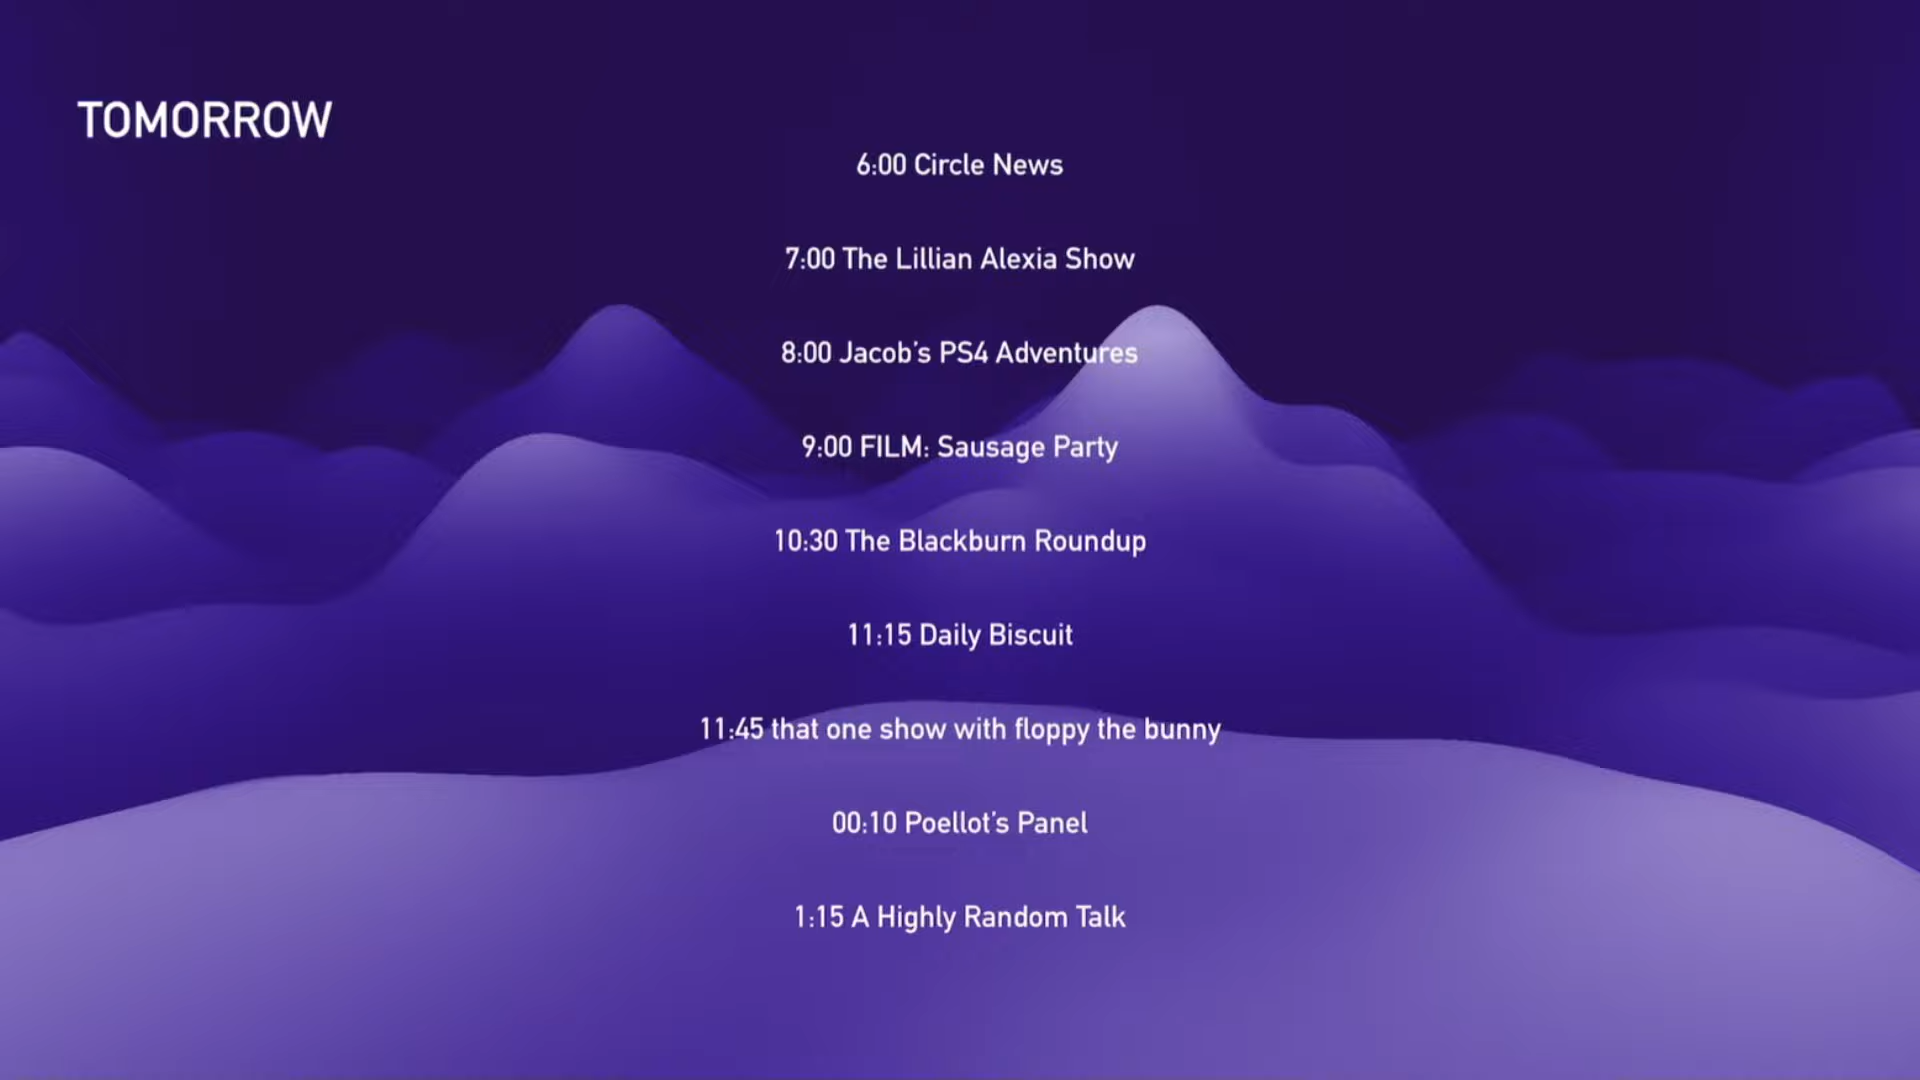 TOMORROW
6:00 Circle News
7:00 The Lillian Alexia Show
8:00 Jacob's PS4 Adventures
9:00 FILM: Sausage Party
10:30 The Blackburn Roundup
11:15 Daily Biscuit
11:45 that one show with floppy the bunny
00:10 Poellot's Panel
1:15 A Highly Random Talk